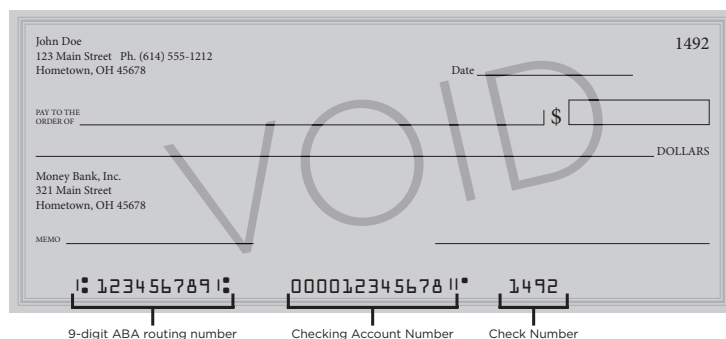 John Doe
123 Main Street Ph. (614) 555-1212
Hometown, OH 45678
1492
Date
PAY TO THE
ORDER OF
$
DOLLARS
VOID
Money Bank, Inc.
321 Main Street
Hometown, OH 45678
MEMO
⑆123456789⑆ 000012345678⑈ 1492
9-digit ABA routing number Checking Account Number Check Number